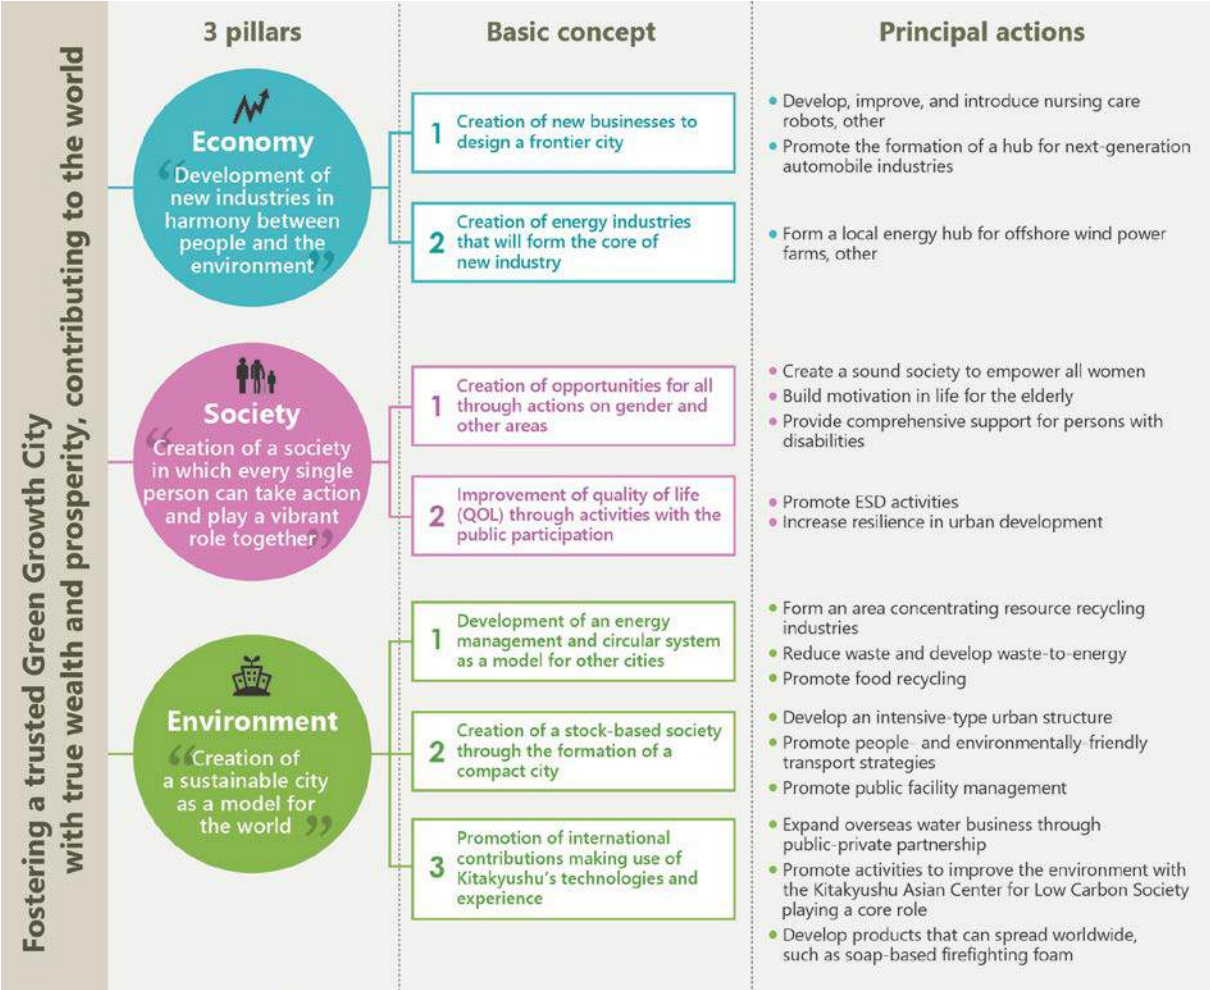 Fostering a trusted Green Growth City
with true wealth and prosperity, contributing to the world
3 pillars
Basic concept
Principal actions
Economy
“Development of
new industries in
harmony between
people and the
environment”
1
Creation of new businesses to
design a frontier city
• Develop, improve, and introduce nursing care
robots, other
• Promote the formation of a hub for next-generation
automobile industries
2
Creation of energy industries
that will form the core of
new industry
• Form a local energy hub for offshore wind power
farms, other
Society
“Creation of a society
in which every single
person can take action
and play a vibrant
role together”
1
Creation of opportunities for all
through actions on gender and
other areas
• Create a sound society to empower all women
• Build motivation in life for the elderly
• Provide comprehensive support for persons with
disabilities
2
Improvement of quality of life
(QOL) through activities with the
public participation
• Promote ESD activities
• Increase resilience in urban development
Environment
“Creation of
a sustainable city
as a model for
the world”
1
Development of an energy
management and circular system
as a model for other cities
• Form an area concentrating resource recycling
industries
• Reduce waste and develop waste-to-energy
• Promote food recycling
2
Creation of a stock-based society
through the formation of a
compact city
• Develop an intensive-type urban structure
• Promote people- and environmentally-friendly
transport strategies
• Promote public facility management
3
Promotion of international
contributions making use of
Kitakyushu's technologies and
experience
• Expand overseas water business through
public-private partnership
• Promote activities to improve the environment with
the Kitakyushu Asian Center for Low Carbon Society
playing a core role
• Develop products that can spread worldwide,
such as soap-based firefighting foam